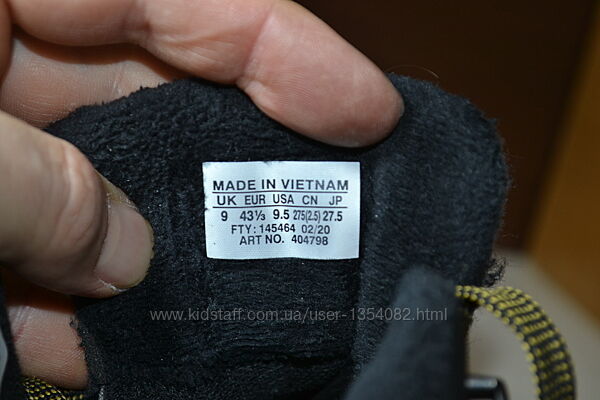 MADE IN VIETNAM
UK EUR USA CN JP
9 43⅓ 9.5 275(2.5) 27.5
FTY: 145464 02/20
ART NO. 404798
www.kidstaff.com.ua/user-1354082.html